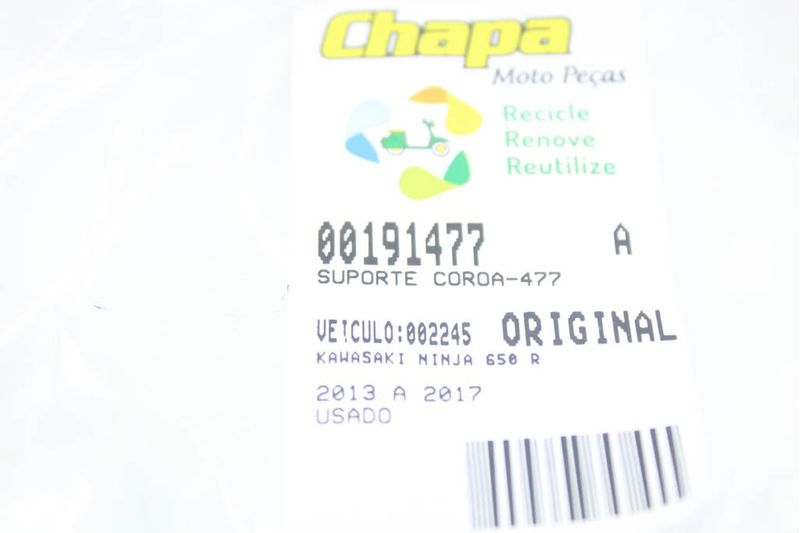 Chapa
Moto Peças
Recicle
Renove
Reutilize
00191477 A
SUPORTE COROA-477
VEICULO:002245 ORIGINAL
KAWASAKI NINJA 650 R
2013 A 2017
USADO